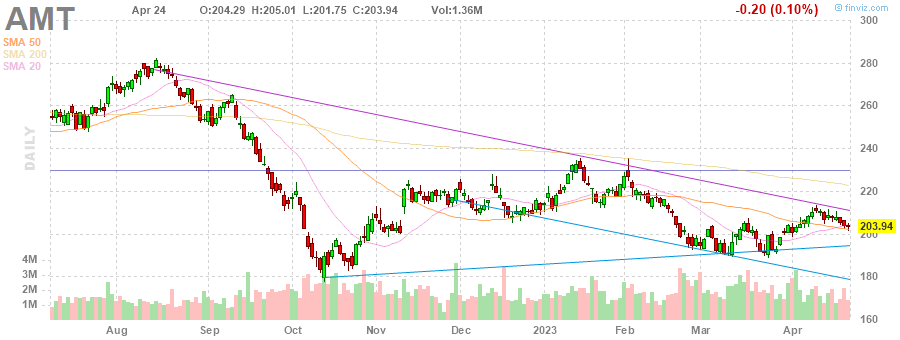 AMT
Apr 24 O:204.29 H:205.01 L:201.75 C:203.94 Vol:1.36M -0.20 (0.10%) finviz.com
SMA 50
SMA 200
SMA 20
DAILY
300
280
260
240
220
200
203.94
180
160
4M
3M
2M
1M
Aug Sep Oct Nov Dec 2023 Feb Mar Apr